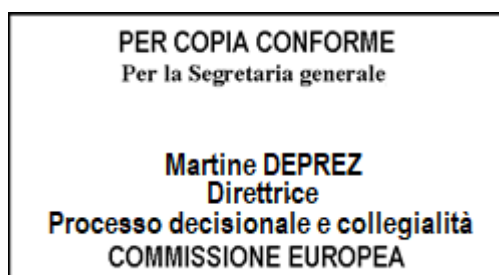 PER COPIA CONFORME
Per la Segretaria generale
Martine DEPREZ
Direttrice
Processo decisionale e collegialità
COMMISSIONE EUROPEA